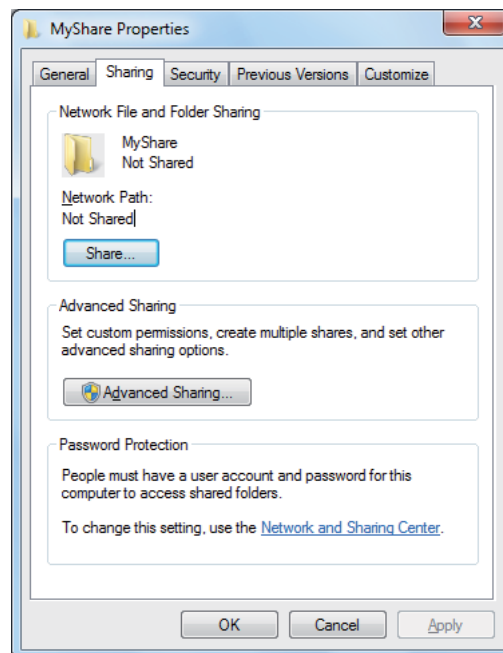 MyShare Properties
General Sharing Security Previous Versions Customize
Network File and Folder Sharing
MyShare
Not Shared
Network Path:
Not Shared
Share...
Advanced Sharing
Set custom permissions, create multiple shares, and set other
advanced sharing options.
Advanced Sharing...
Password Protection
People must have a user account and password for this
computer to access shared folders.
To change this setting, use the Network and Sharing Center.
OK Cancel Apply